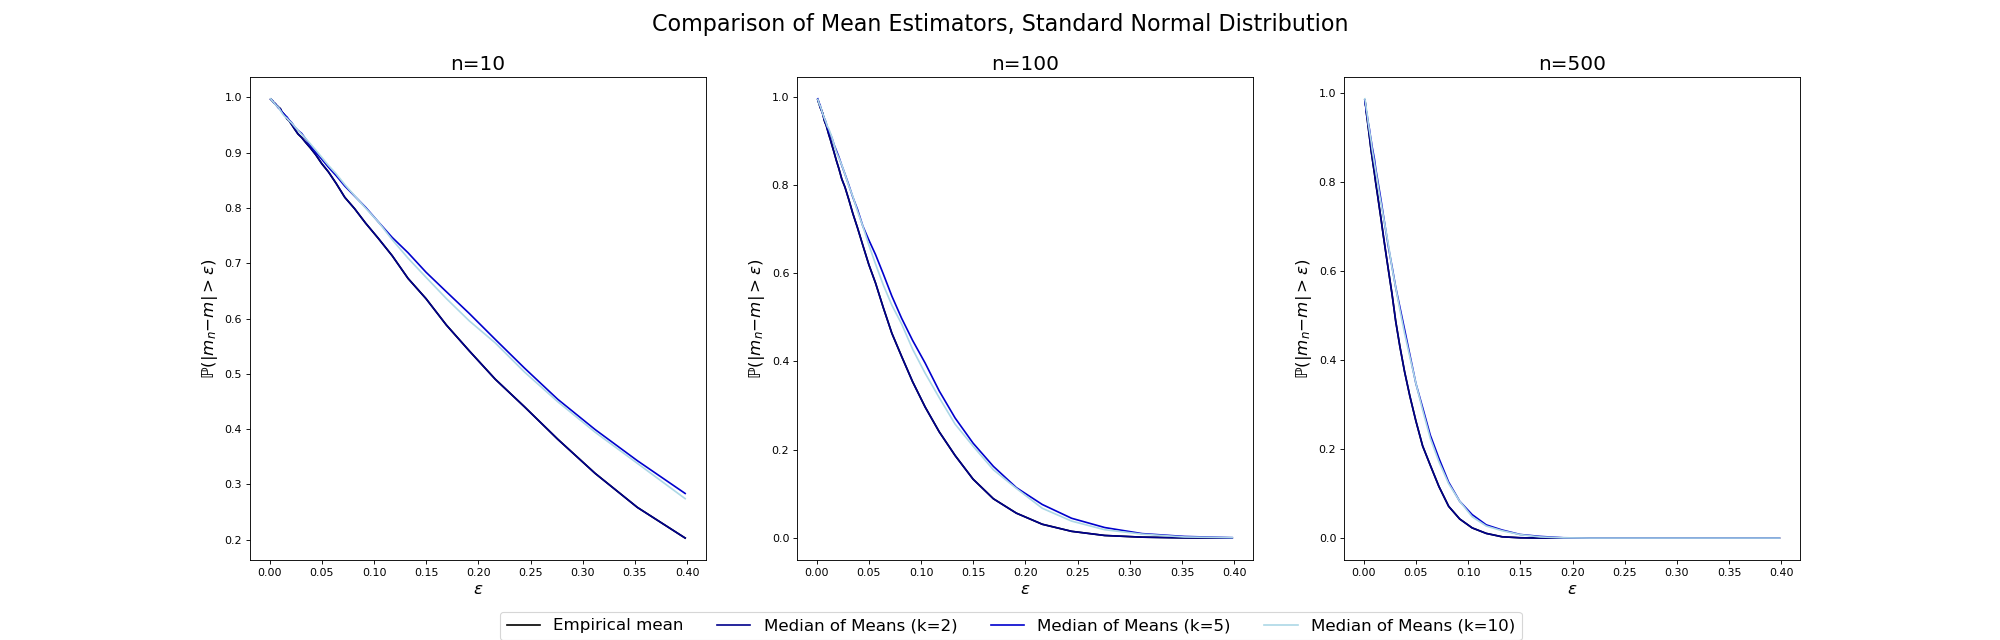 Comparison of Mean Estimators, Standard Normal Distribution
n=10
n=100
n=500
1.0
0.9
0.8
0.7
0.6
0.5
0.4
0.3
0.2
ℙ(|mₙ−m| > ε)
0.00 0.05 0.10 0.15 0.20 0.25 0.30 0.35 0.40
ε
1.0
0.8
0.6
0.4
0.2
0.0
ℙ(|mₙ−m| > ε)
0.00 0.05 0.10 0.15 0.20 0.25 0.30 0.35 0.40
ε
1.0
0.8
0.6
0.4
0.2
0.0
ℙ(|mₙ−m| > ε)
0.00 0.05 0.10 0.15 0.20 0.25 0.30 0.35 0.40
ε
Empirical mean Median of Means (k=2) Median of Means (k=5) Median of Means (k=10)